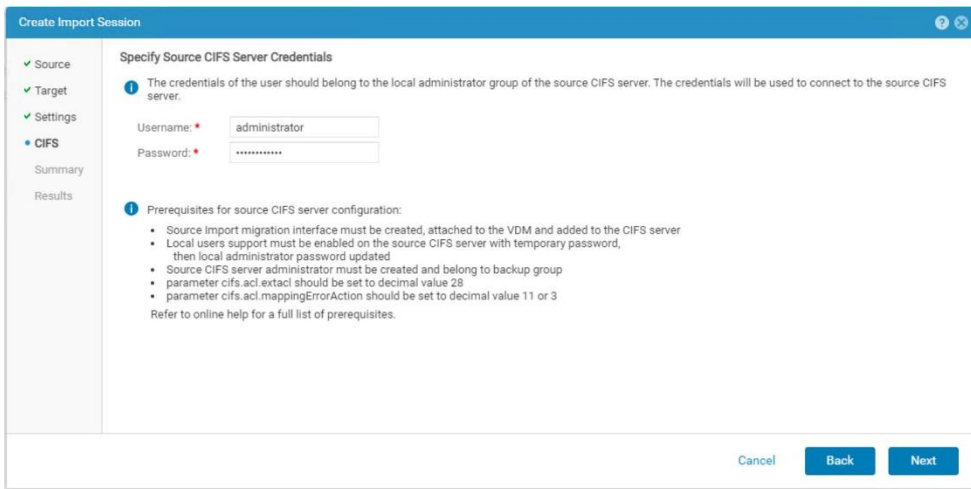 Create Import Session
Source
Target
Settings
CIFS
Summary
Results
Specify Source CIFS Server Credentials
The credentials of the user should belong to the local administrator group of the source CIFS server. The credentials will be used to connect to the source CIFS
server.
Username: * administrator
Password: * ••••••••••••
Prerequisites for source CIFS server configuration:
• Source Import migration interface must be created, attached to the VDM and added to the CIFS server
• Local users support must be enabled on the source CIFS server with temporary password,
then local administrator password updated
• Source CIFS server administrator must be created and belong to backup group
• parameter cifs.acl.extacl should be set to decimal value 28
• parameter cifs.acl.mappingErrorAction should be set to decimal value 11 or 3
Refer to online help for a full list of prerequisites.
Cancel Back Next